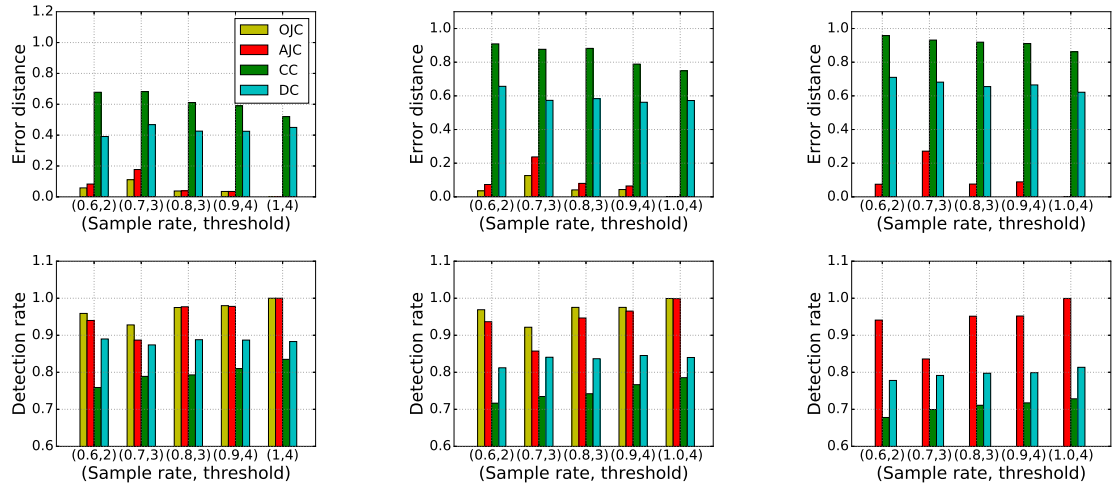 1.2
1.0
0.8
0.6
0.4
0.2
0.0
Error distance
OJC
AJC
CC
DC
(0.6,2) (0.7,3) (0.8,3) (0.9,4) (1,4)
(Sample rate, threshold)
1.0
0.8
0.6
0.4
0.2
0.0
Error distance
(0.6,2) (0.7,3) (0.8,3) (0.9,4) (1.0,4)
(Sample rate, threshold)
1.0
0.8
0.6
0.4
0.2
0.0
Error distance
(0.6,2) (0.7,3) (0.8,3) (0.9,4) (1.0,4)
(Sample rate, threshold)
1.1
1.0
0.9
0.8
0.7
0.6
Detection rate
(0.6,2) (0.7,3) (0.8,3) (0.9,4) (1,4)
(Sample rate, threshold)
1.1
1.0
0.9
0.8
0.7
0.6
Detection rate
(0.6,2) (0.7,3) (0.8,3) (0.9,4) (1.0,4)
(Sample rate, threshold)
1.1
1.0
0.9
0.8
0.7
0.6
Detection rate
(0.6,2) (0.7,3) (0.8,3) (0.9,4) (1.0,4)
(Sample rate, threshold)